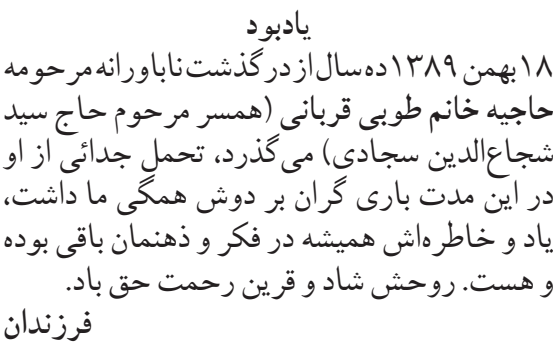 یادبود
۱۸ بهمن ۱۳۸۹ ده سال از درگذشت ناباورانه مرحومه
حاجیه خانم طوبی قربانی (همسر مرحوم حاج سید
شجاع‌الدین سجادی) می‌گذرد، تحمل جدائی از او
در این مدت باری گران بر دوش همگی ما داشت،
یاد و خاطره‌اش همیشه در فکر و ذهنمان باقی بوده
و هست. روحش شاد و قرین رحمت حق باد.
فرزندان